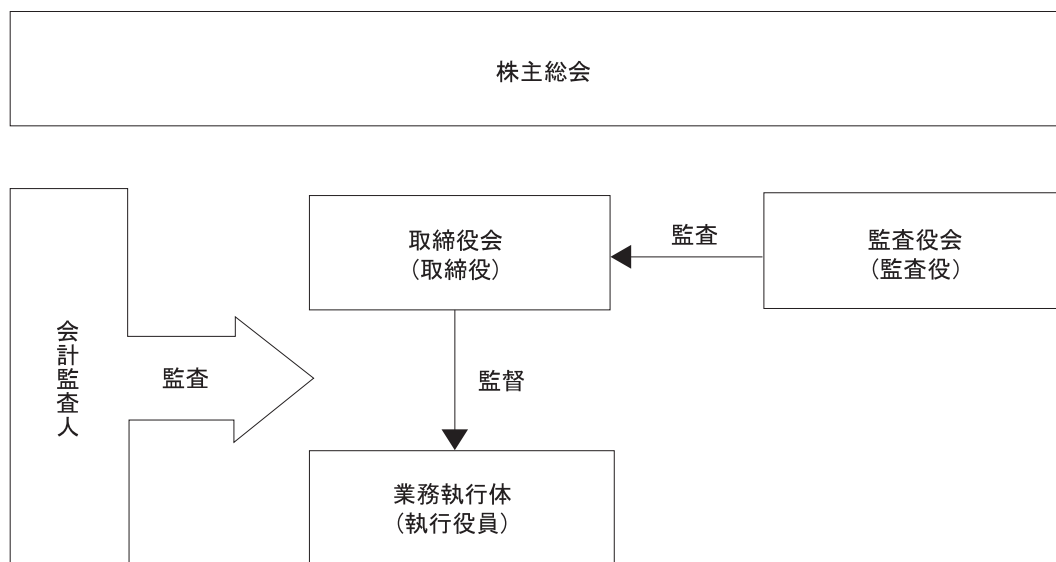 株主総会
取締役会
(取締役)
監査
監査役会
(監査役)
会計監査人
監査
監督
業務執行体
(執行役員)